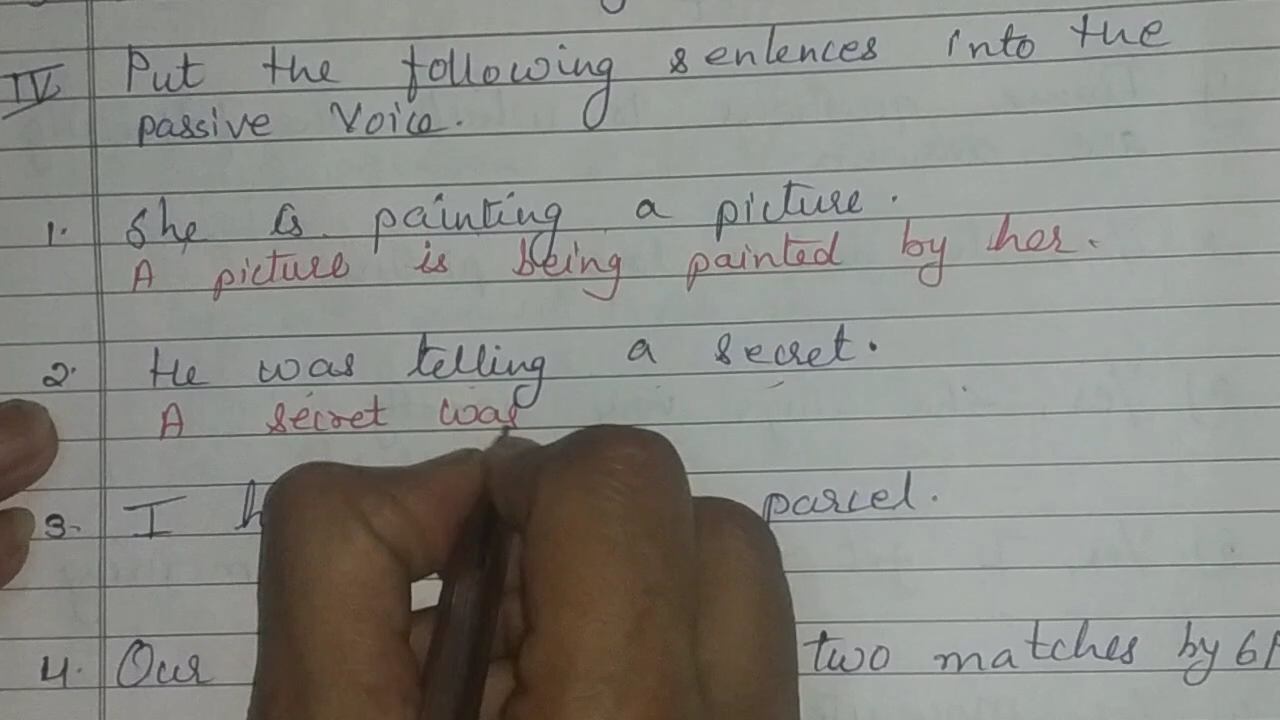 IV Put the following sentences into the
passive voice.
1. She is painting a picture.
A picture is being painted by her.
2. He was telling a secret.
A secret was
3. I parcel.
4. Our two matches by 6